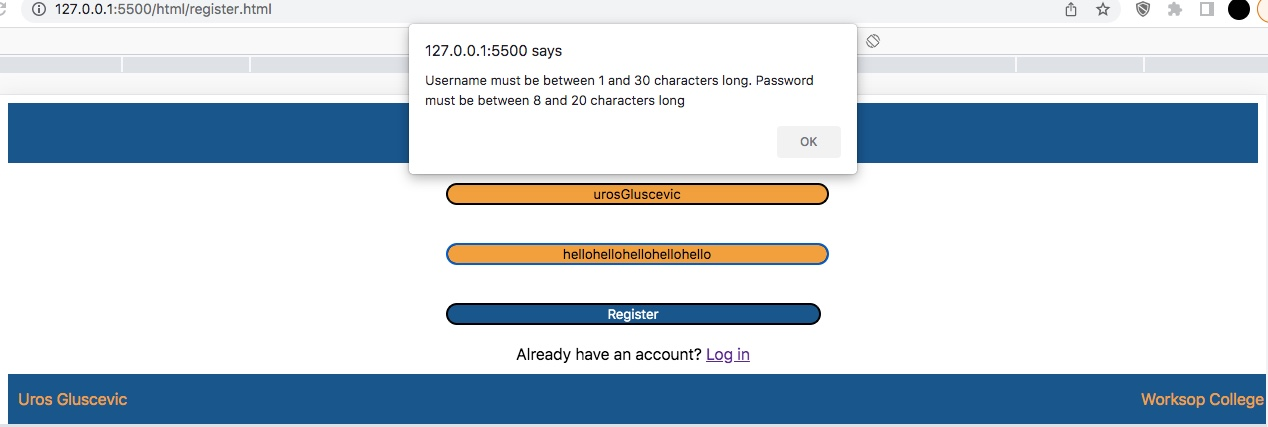 127.0.0.1:5500/html/register.html
127.0.0.1:5500 says
Username must be between 1 and 30 characters long. Password
must be between 8 and 20 characters long
OK
urosGluscevic
hellohellohellohellohello
Register
Already have an account? Log in
Uros Gluscevic
Worksop College